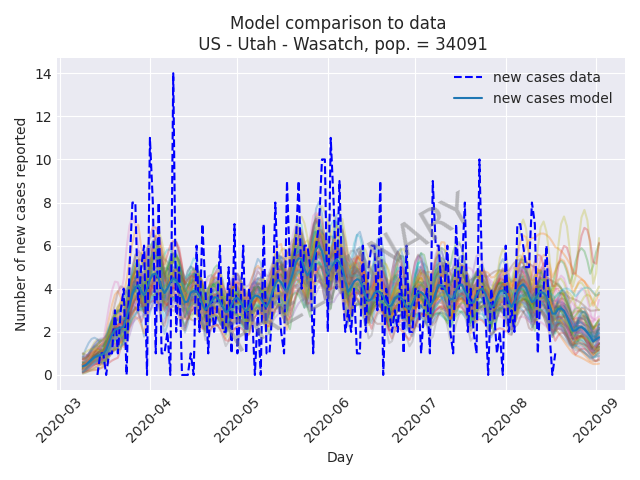 Model comparison to data
US - Utah - Wasatch, pop. = 34091
Number of new cases reported
14
12
10
8
6
4
2
0
new cases data
new cases model
2020-03
2020-04
2020-05
2020-06
2020-07
2020-08
2020-09
Day